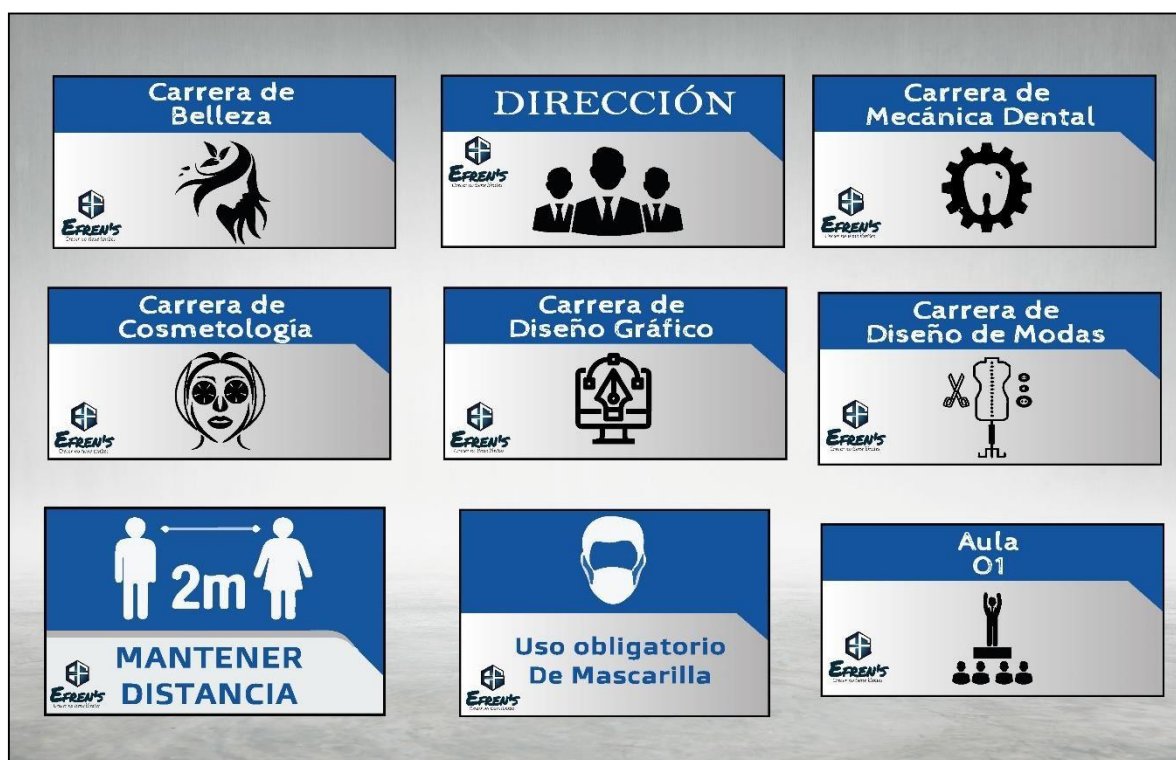 Carrera de
Belleza
EFREN'S
DIRECCIÓN
EFREN'S
Carrera de
Mecánica Dental
EFREN'S
Carrera de
Cosmetología
EFREN'S
Carrera de
Diseño Gráfico
EFREN'S
Carrera de
Diseño de Modas
EFREN'S
2m
MANTENER
DISTANCIA
EFREN'S
Uso obligatorio
De Mascarilla
EFREN'S
Aula
01
EFREN'S